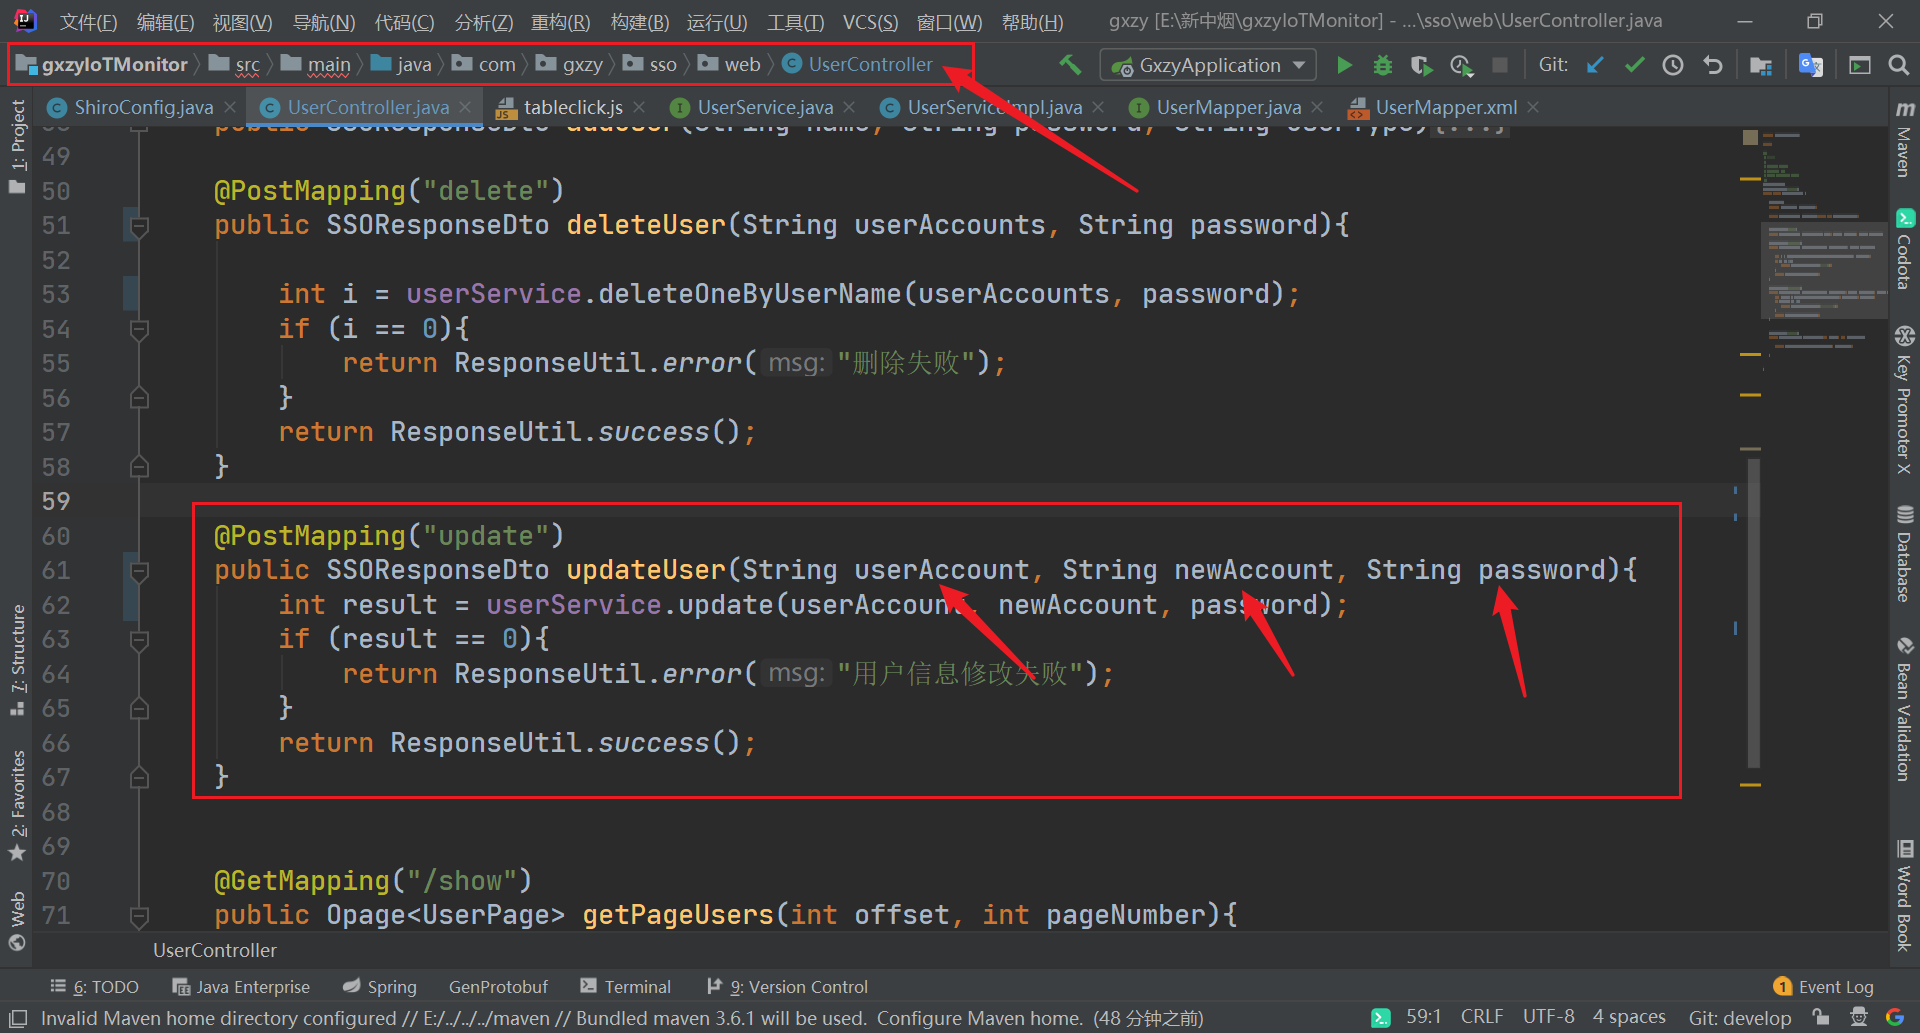 文件(F) 编辑(E) 视图(V) 导航(N) 代码(C) 分析(Z) 重构(R) 构建(B) 运行(U) 工具(T) VCS(S) 窗口(W) 帮助(H) gxzy [E:\新中烟\gxzyIoTMonitor] - ...\sso\web\UserController.java
gxzyIoTMonitor src main java com gxzy sso web UserController GxzyApplication Git:
ShiroConfig.java UserController.java tableclick.js UserService.java UserServiceImpl.java UserMapper.java UserMapper.xml
49
50 @PostMapping("delete")
51 public SSOResponseDto deleteUser(String userAccounts, String password){
52
53 int i = userService.deleteOneByUserName(userAccounts, password);
54 if (i == 0){
55 return ResponseUtil.error( msg: "删除失败");
56 }
57 return ResponseUtil.success();
58 }
59
60 @PostMapping("update")
61 public SSOResponseDto updateUser(String userAccount, String newAccount, String password){
62 int result = userService.update(userAccount, newAccount, password);
63 if (result == 0){
64 return ResponseUtil.error( msg: "用户信息修改失败");
65 }
66 return ResponseUtil.success();
67 }
68
69
70 @GetMapping("/show")
71 public Opage<UserPage> getPageUsers(int offset, int pageNumber){
UserController
1: Project
7: Structure
2: Favorites
Web
Maven
Codota
Key Promoter X
Database
Bean Validation
Word Book
6: TODO Java Enterprise Spring GenProtobuf Terminal 9: Version Control 1 Event Log
Invalid Maven home directory configured // E:/../../../maven // Bundled maven 3.6.1 will be used. Configure Maven home. (48 分钟之前) 59:1 CRLF UTF-8 4 spaces Git: develop